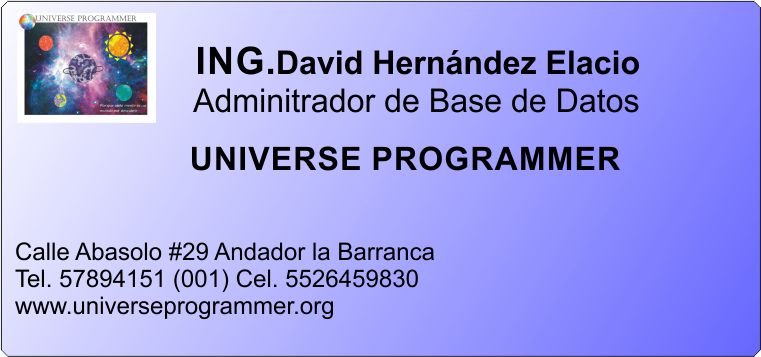 UNIVERSE PROGRAMMER
ING.David Hernández Elacio
Adminitrador de Base de Datos
UNIVERSE PROGRAMMER
Calle Abasolo #29 Andador la Barranca
Tel. 57894151 (001) Cel. 5526459830
www.universeprogrammer.org